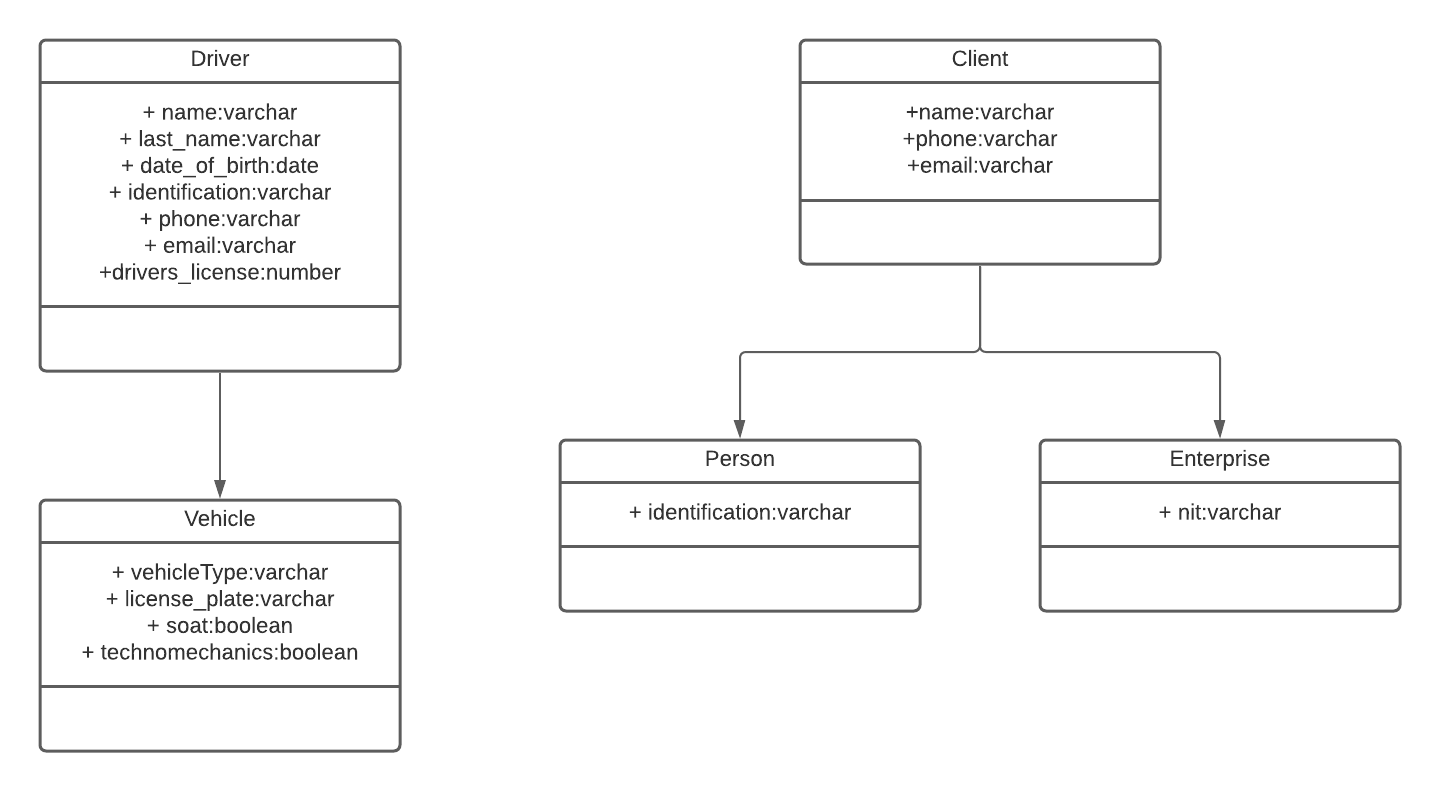 Driver
+ name:varchar
+ last_name:varchar
+ date_of_birth:date
+ identification:varchar
+ phone:varchar
+ email:varchar
+drivers_license:number
Vehicle
+ vehicleType:varchar
+ license_plate:varchar
+ soat:boolean
+ technomechanics:boolean
Client
+name:varchar
+phone:varchar
+email:varchar
Person
+ identification:varchar
Enterprise
+ nit:varchar